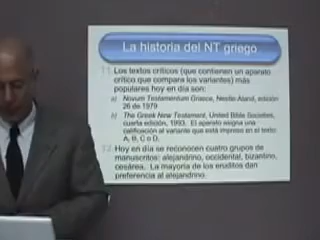 La historia del NT griego
11. Los textos críticos (que contienen un aparato
crítico que compara los variantes) más
populares hoy en día son:
a) Novum Testamentum Graece, Nestle Aland, edición
26 de 1979
b) The Greek New Testament, United Bible Societies,
cuarta edición, 1993. El aparato asigna una
calificación al variante que está impreso en el texto:
A, B, C o D.
12. Hoy en día se reconocen cuatro grupos de
manuscritos: alejandrino, occidental, bizantino,
cesárea. La mayoría de los eruditos dan
preferencia al alejandrino.